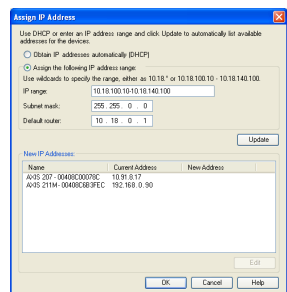 Assign IP Address
Use DHCP or enter an IP address range and click Update to automatically list available
addresses for the devices.
Obtain IP addresses automatically (DHCP)
Assign the following IP address range:
Use wildcards to specify the range, either as 10.18.* or 10.18.100.10 - 10.18.140.100.
IP range: 10.18.100.10-10.18.140.100
Subnet mask: 255. 255. 0 . 0
Default router: 10 . 18 . 0 . 1
Update
New IP Addresses:
Name Current Address New Address
AXIS 207 - 00408C00078C 10.91.8.17
AXIS 211M - 00408C6B3FEC 192.168.0.90
Edit
OK Cancel Help